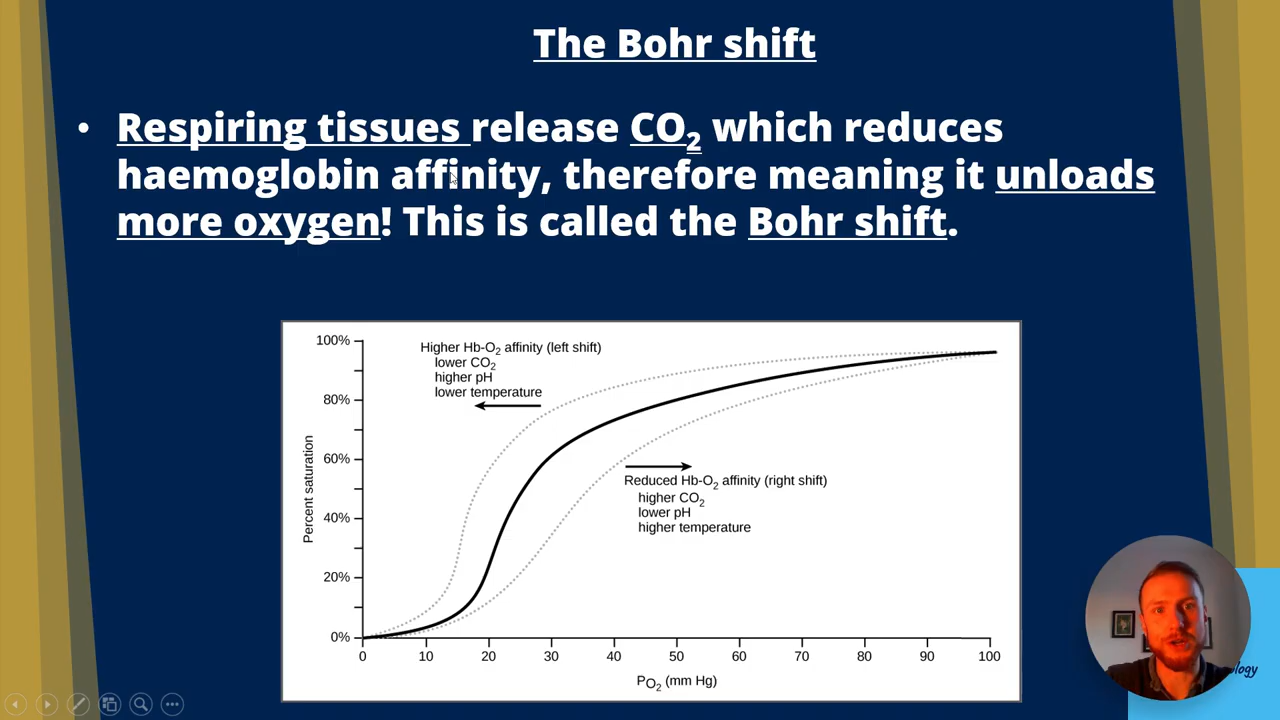 The Bohr shift
• Respiring tissues release CO₂ which reduces
haemoglobin affinity, therefore meaning it unloads
more oxygen! This is called the Bohr shift.
100%
80%
60%
40%
20%
0%
Percent saturation
Higher Hb-O₂ affinity (left shift)
lower CO₂
higher pH
lower temperature
Reduced Hb-O₂ affinity (right shift)
higher CO₂
lower pH
higher temperature
0 10 20 30 40 50 60 70 80 90 100
PO₂ (mm Hg)